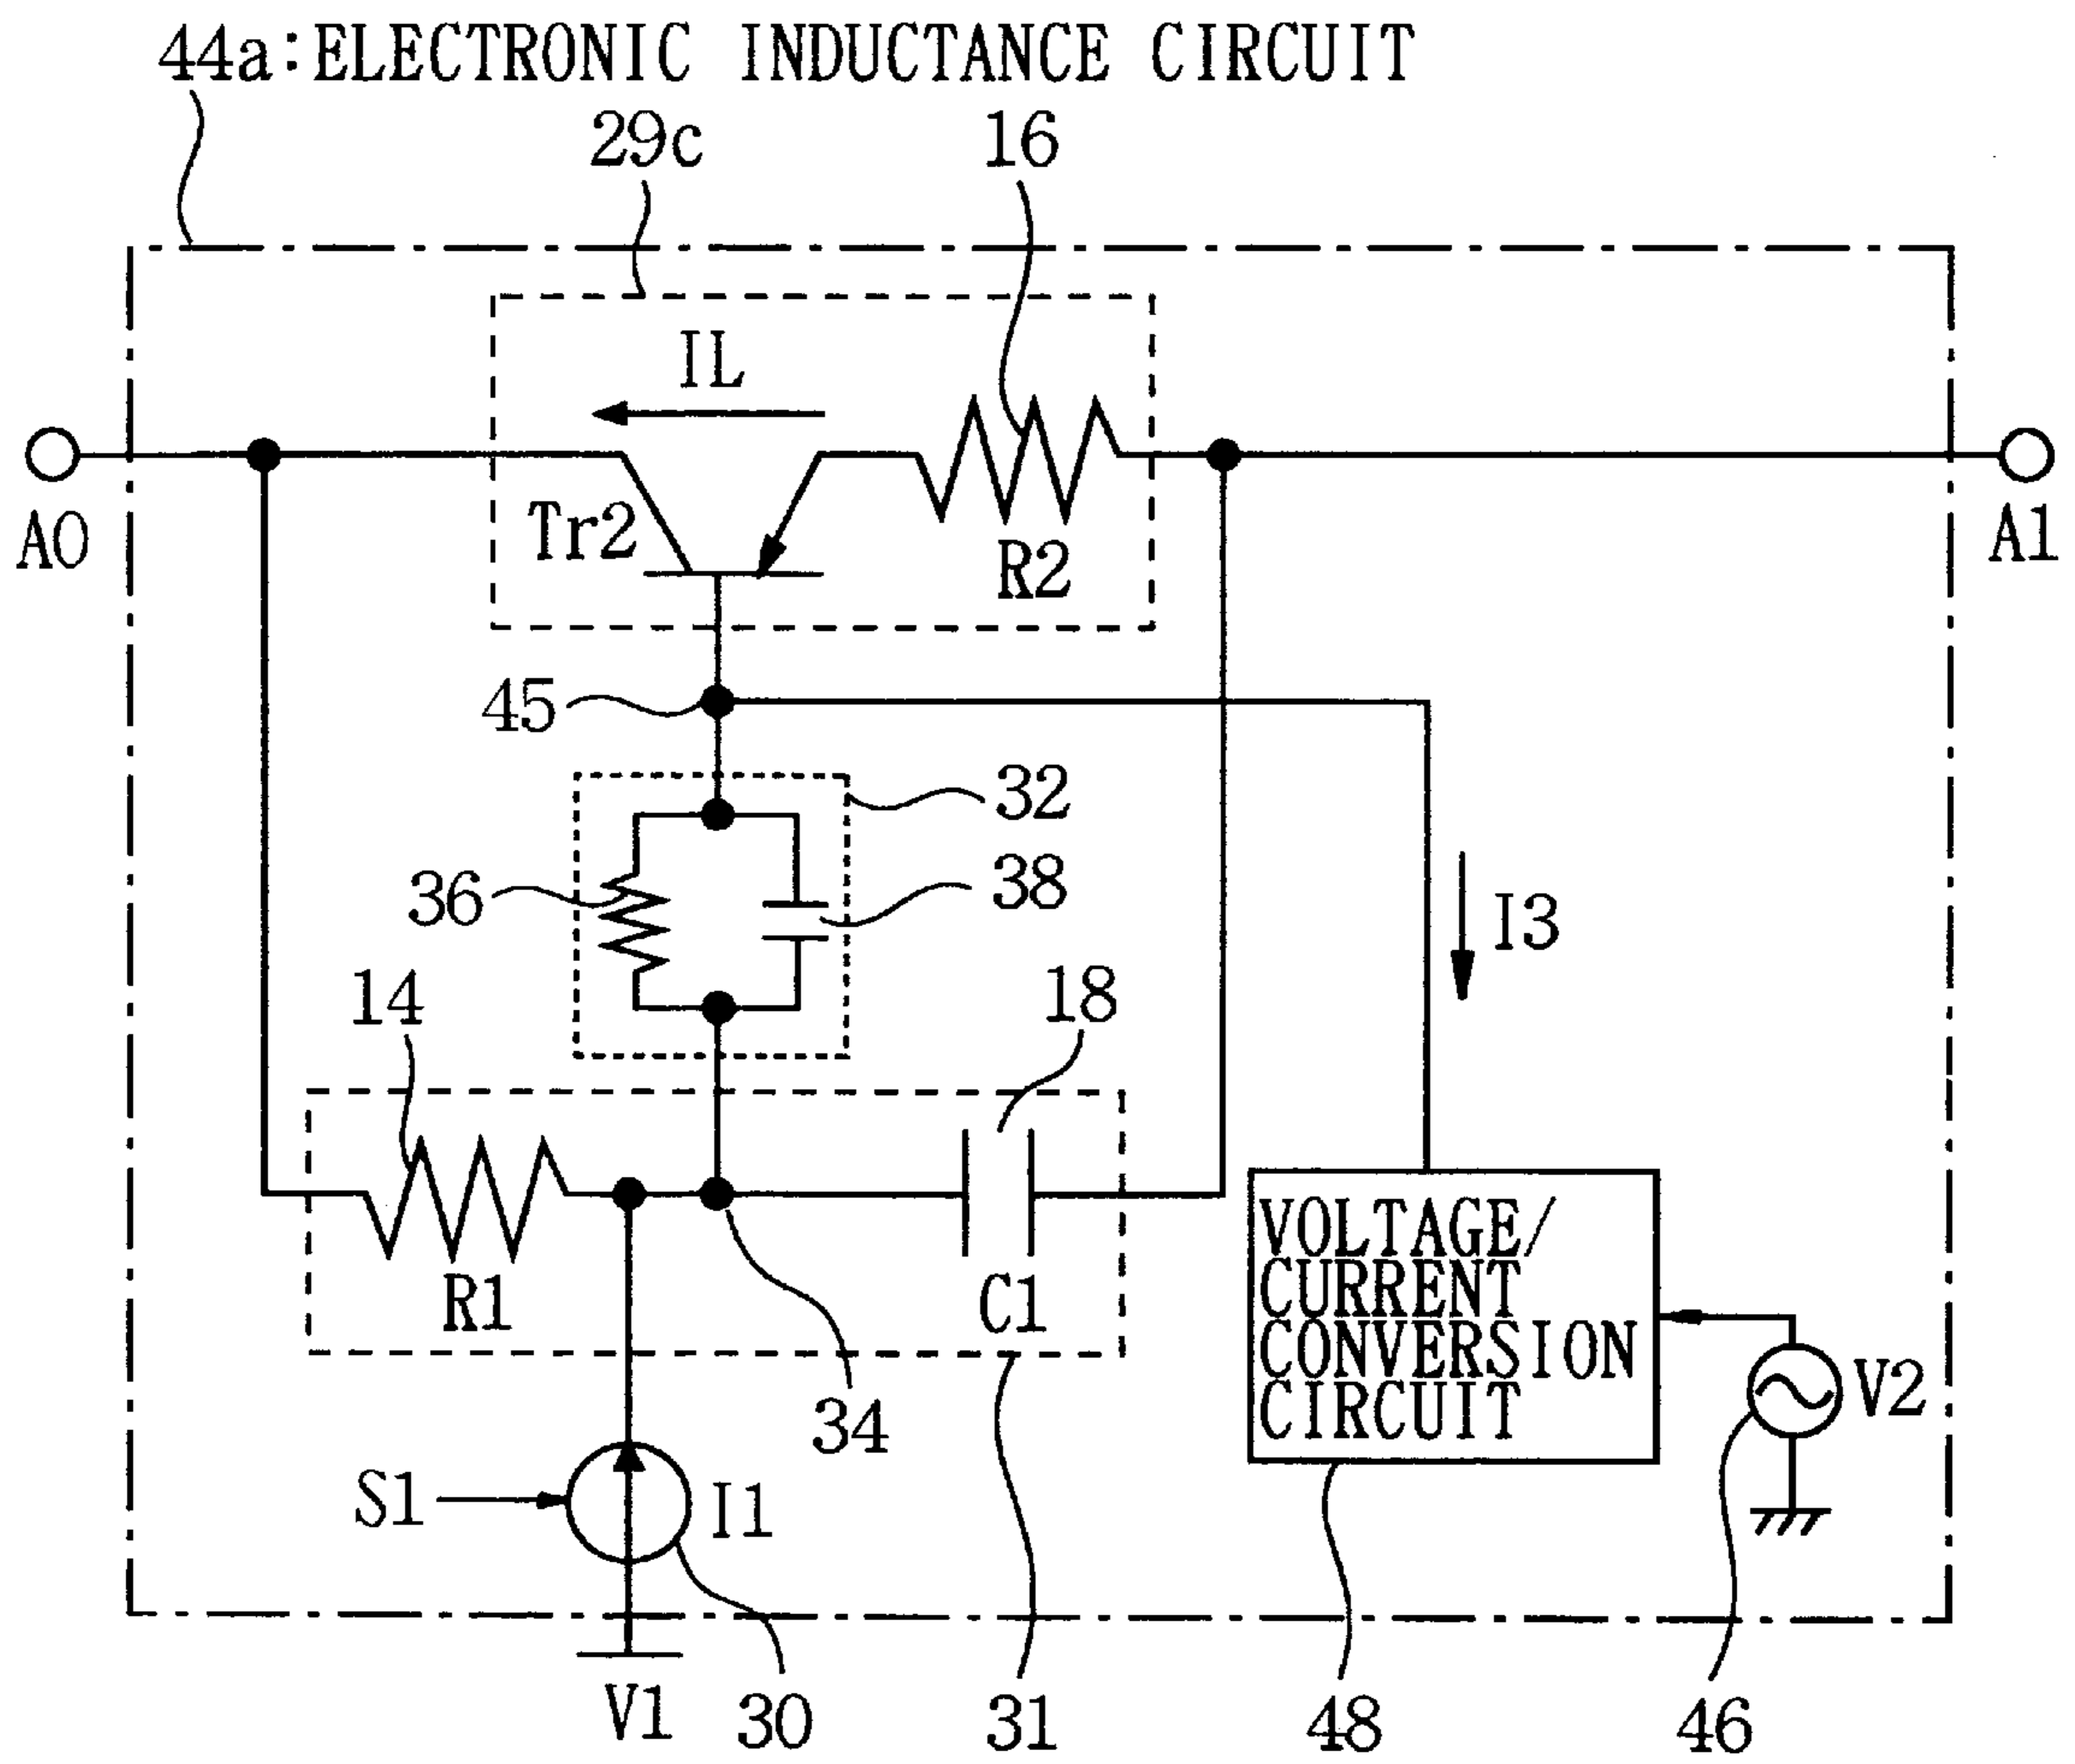 44a:ELECTRONIC INDUCTANCE CIRCUIT
29c
16
IL
A0
Tr2
R2
A1
45
32
36
38
I3
14
18
R1
C1
VOLTAGE/
CURRENT
CONVERSION
CIRCUIT
V2
34
S1
I1
V1
30
31
48
46